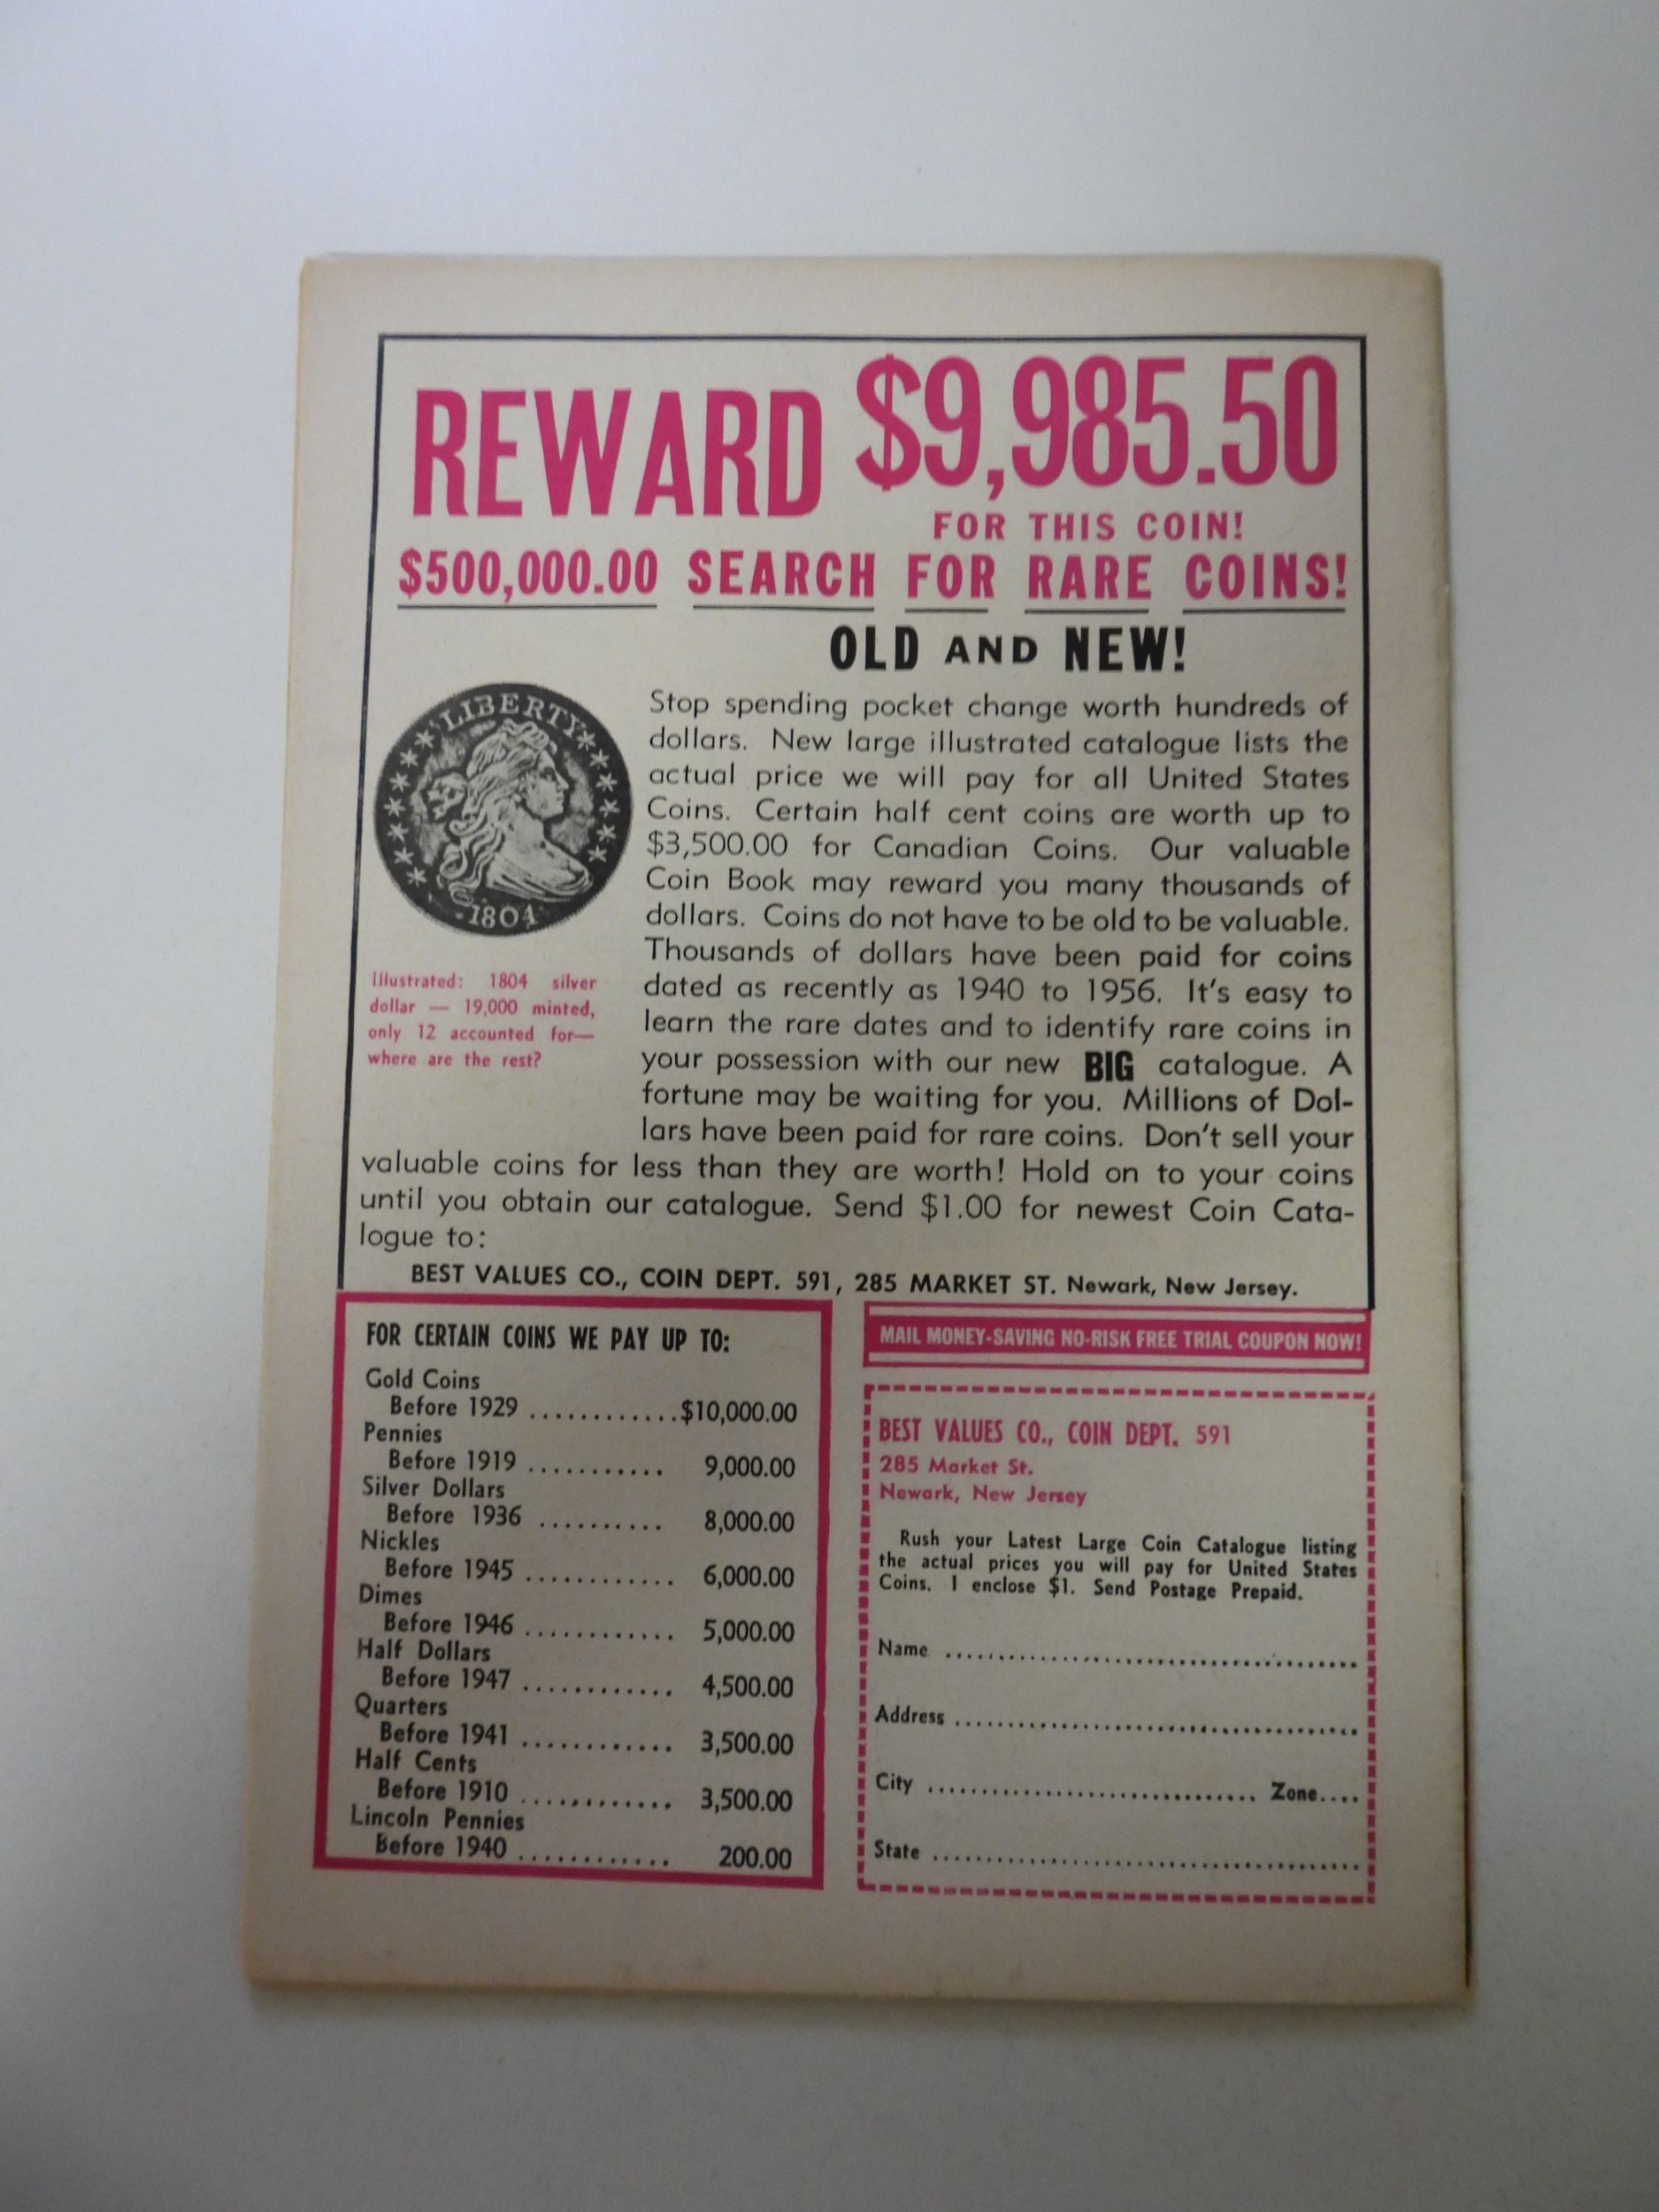 REWARD $9,985.50
FOR THIS COIN!
$500,000.00 SEARCH FOR RARE COINS!
OLD AND NEW!
LIBERTY
1804
Illustrated: 1804 silver
dollar — 19,000 minted,
only 12 accounted for—
where are the rest?
Stop spending pocket change worth hundreds of
dollars. New large illustrated catalogue lists the
actual price we will pay for all United States
Coins. Certain half cent coins are worth up to
$3,500.00 for Canadian Coins. Our valuable
Coin Book may reward you many thousands of
dollars. Coins do not have to be old to be valuable.
Thousands of dollars have been paid for coins
dated as recently as 1940 to 1956. It's easy to
learn the rare dates and to identify rare coins in
your possession with our new BIG catalogue. A
fortune may be waiting for you. Millions of Dol-
lars have been paid for rare coins. Don't sell your
valuable coins for less than they are worth! Hold on to your coins
until you obtain our catalogue. Send $1.00 for newest Coin Cata-
logue to:
BEST VALUES CO., COIN DEPT. 591, 285 MARKET ST. Newark, New Jersey.
FOR CERTAIN COINS WE PAY UP TO:
Gold Coins
Before 1929 ............$10,000.00
Pennies
Before 1919 ........... 9,000.00
Silver Dollars
Before 1936 .......... 8,000.00
Nickles
Before 1945 ............ 6,000.00
Dimes
Before 1946 ............ 5,000.00
Half Dollars
Before 1947 ............ 4,500.00
Quarters
Before 1941 ............ 3,500.00
Half Cents
Before 1910 ............ 3,500.00
Lincoln Pennies
Before 1940 ............ 200.00
MAIL MONEY-SAVING NO-RISK FREE TRIAL COUPON NOW!
BEST VALUES CO., COIN DEPT. 591
285 Market St.
Newark, New Jersey
Rush your Latest Large Coin Catalogue listing
the actual prices you will pay for United States
Coins. I enclose $1. Send Postage Prepaid.
Name ........................................
Address ........................................
City ................................ Zone....
State ........................................